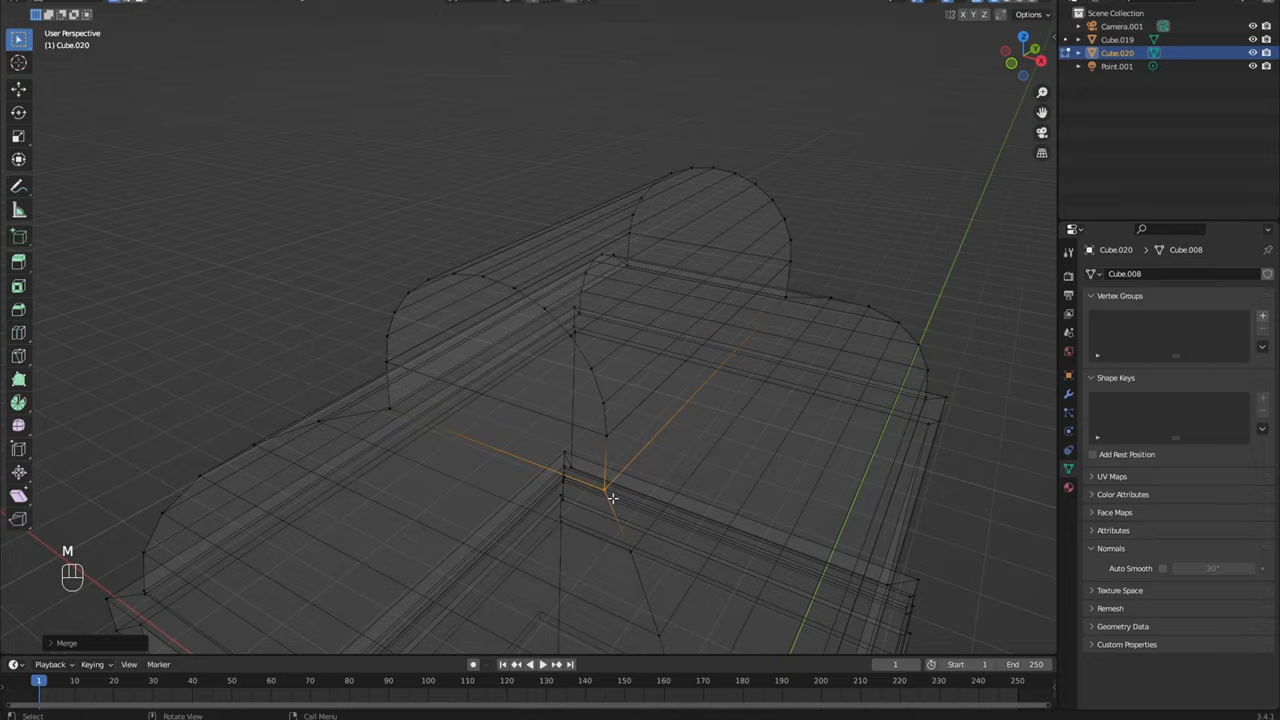 X Y Z
Options
User Perspective
(1) Cube.020
Z
Y
X
M
Merge
Scene Collection
Camera.001
Cube.019
Cube.020
Point.001
Cube.020
Cube.008
Cube.008
Vertex Groups
Shape Keys
Add Rest Position
UV Maps
Color Attributes
Face Maps
Attributes
Normals
Auto Smooth
30°
Texture Space
Remesh
Geometry Data
Custom Properties
Playback
Keying
View
Marker
1
Start 1
End 250
1 10 20 30 40 50 60 70 80 90 100 110 120 130 140 150 160 170 180 190 200 210 220 230 240 250
Select
Rotate View
Call Menu
3.4.1